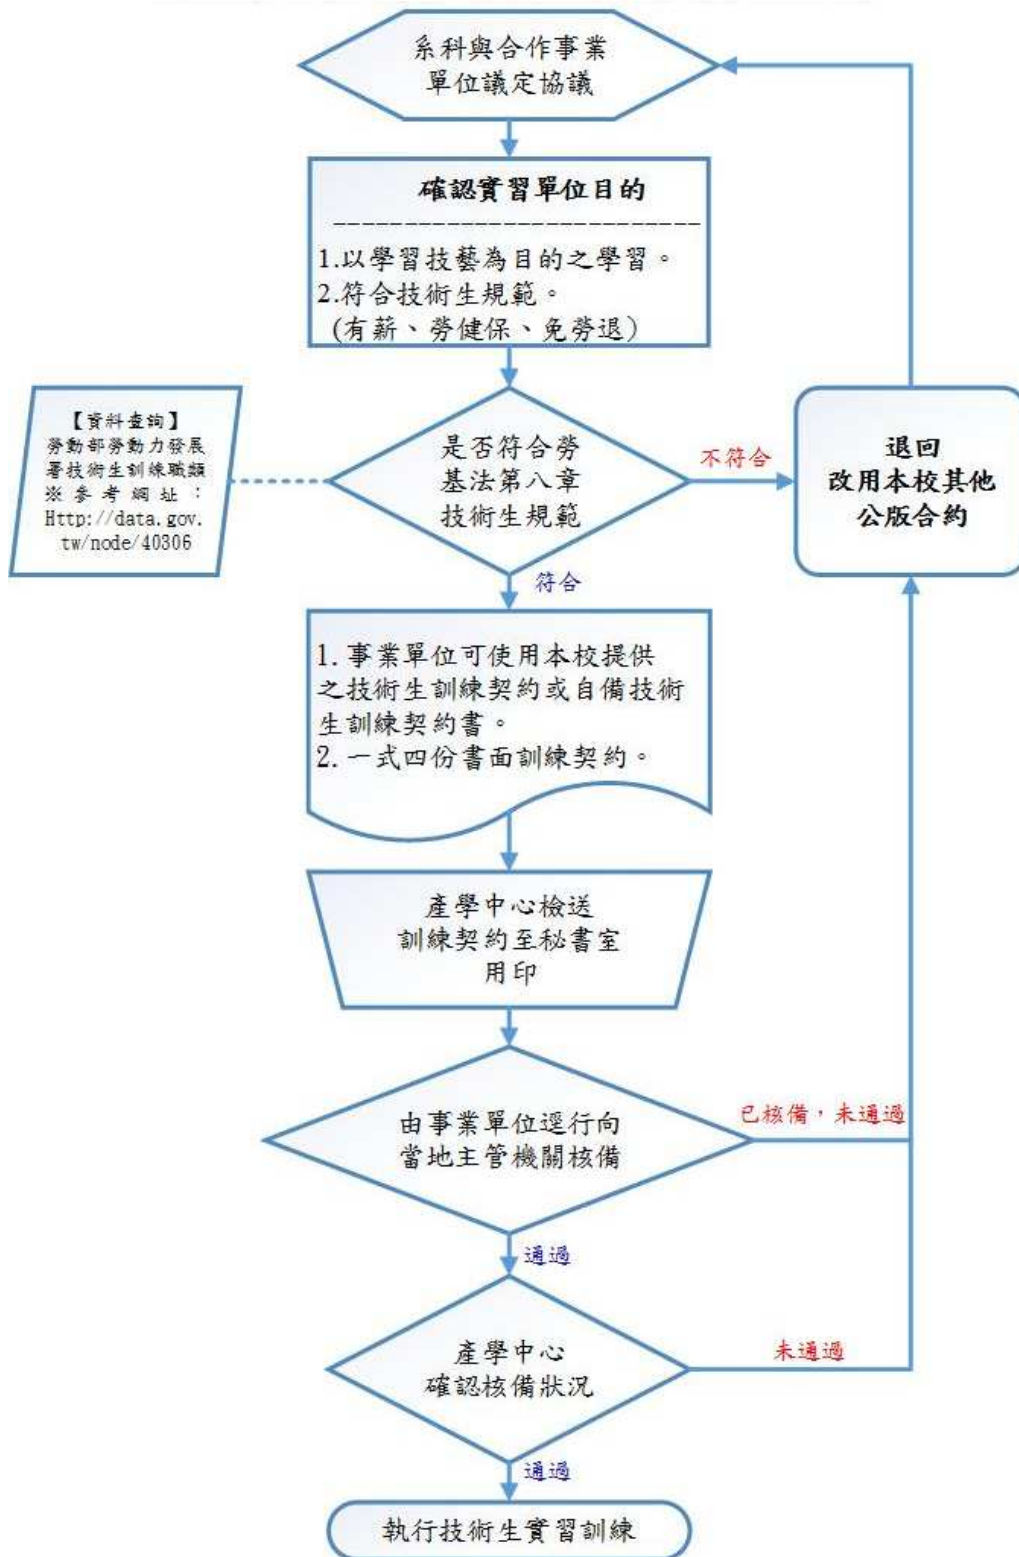 系科與合作事業
單位議定協議
確認實習單位目的
--------------------------
1.以學習技藝為目的之學習。
2.符合技術生規範。
(有薪、勞健保、免勞退)
【資料查詢】
勞動部勞動力發展
署技術生訓練職類
※參考網址：
Http://data.gov.
tw/node/40306
是否符合勞
基法第八章
技術生規範
不符合
退回
改用本校其他
公版合約
符合
1.事業單位可使用本校提供
之技術生訓練契約或自備技術
生訓練契約書。
2.一式四份書面訓練契約。
產學中心檢送
訓練契約至秘書室
用印
由事業單位逕行向
當地主管機關核備
已核備，未通過
通過
產學中心
確認核備狀況
未通過
通過
執行技術生實習訓練